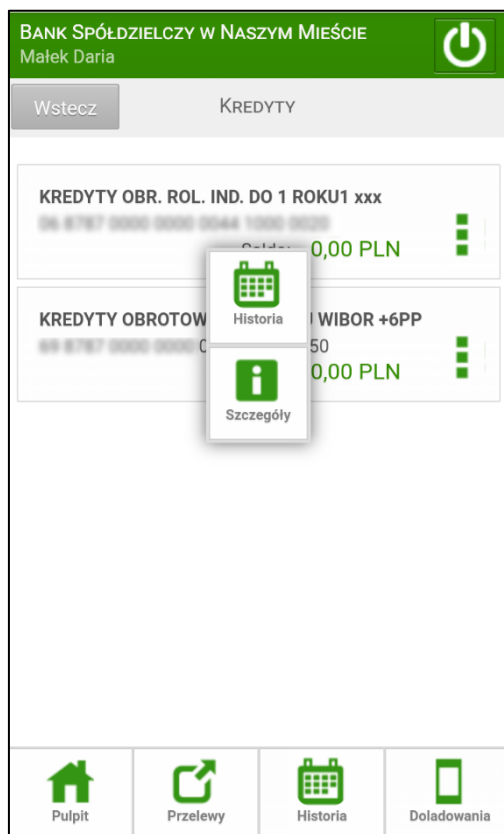 BANK SPÓŁDZIELCZY W NASZYM MIEŚCIE
Małek Daria
Wstecz
KREDYTY
KREDYTY OBR. ROL. IND. DO 1 ROKU1 xxx
0,00 PLN
Historia
KREDYTY OBROTOW WIBOR +6PP
50
0,00 PLN
Szczegóły
Pulpit
Przelewy
Historia
Doladowania